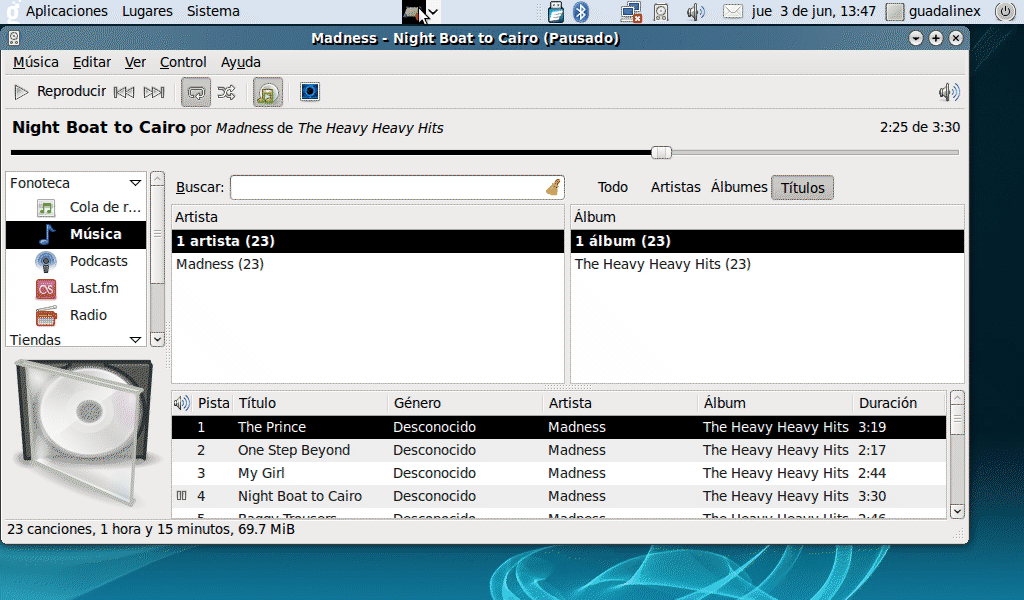 Aplicaciones Lugares Sistema jue 3 de jun, 13:47 guadalinex
Madness - Night Boat to Cairo (Pausado)
Música Editar Ver Control Ayuda
Reproducir
Night Boat to Cairo por Madness de The Heavy Heavy Hits 2:25 de 3:30
Fonoteca
Cola de r...
Música
Podcasts
Last.fm
Radio
Tiendas
Buscar: Todo Artistas Álbumes Títulos
Artista Álbum
1 artista (23) 1 álbum (23)
Madness (23) The Heavy Heavy Hits (23)
Pista Título Género Artista Álbum Duración
1 The Prince Desconocido Madness The Heavy Heavy Hits 3:19
2 One Step Beyond Desconocido Madness The Heavy Heavy Hits 2:17
3 My Girl Desconocido Madness The Heavy Heavy Hits 2:44
4 Night Boat to Cairo Desconocido Madness The Heavy Heavy Hits 3:30
5 Baggy Trousers Desconocido Madness The Heavy Heavy Hits 2:46
23 canciones, 1 hora y 15 minutos, 69.7 MiB